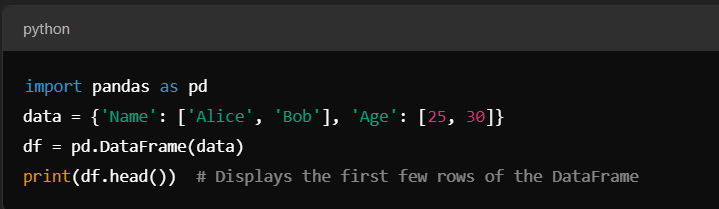 python
import pandas as pd
data = {'Name': ['Alice', 'Bob'], 'Age': [25, 30]}
df = pd.DataFrame(data)
print(df.head())  # Displays the first few rows of the DataFrame